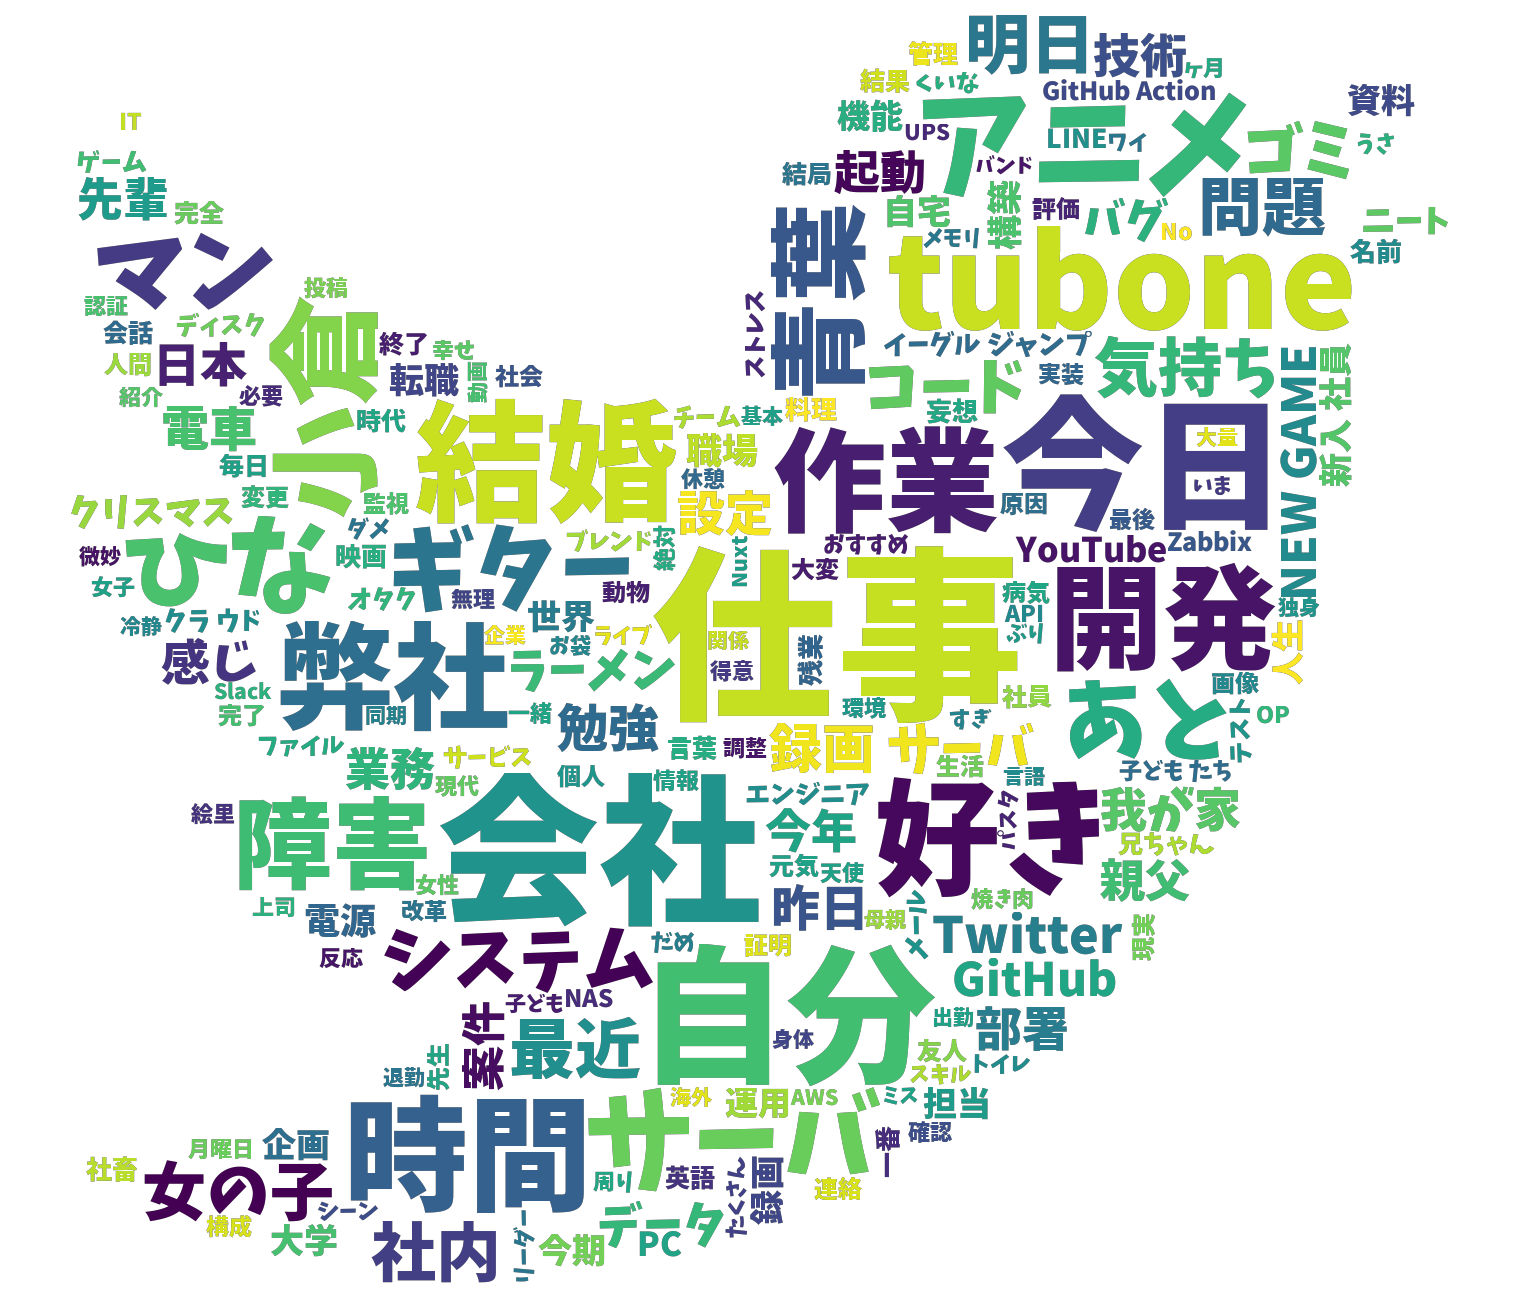 明日
技術
管理
結果
くいな
ヶ月
GitHub Action
資料
IT
機能
UPS
アニメ
LINE
ワイ
ゴミ
うさ
ゲーム
先輩
完全
結局
起動
バンド
構築
自宅
評価
バグ
No
問題
ニート
マン
青葉
メモリ
tubone
名前
認証
投稿
会話
ディスク
小倉
ストレス
人間
日本
終了
幸せ
イーグル ジャンプ
気持ち
NEW GAME
新入 社員
紹介
必要
転職
動画
社会
コード
実装
妄想
電車
時代
結婚
チーム
基本
料理
今日
大量
毎日
職場
作業
休憩
いま
クリスマス
変更
監視
設定
原因
最後
微妙
ひな
ダメ
映画
ギター
ブレンド
絶対
Nuxt
おすすめ
YouTube
Zabbix
女子
オタク
無理
動物
大変
仕事
病気
開発
独身
冷静
クラウド
世界
API
ぶり
感じ
弊社
企業
お袋
ライブ
関係
人生
Slack
ラーメン
得意
残業
社員
画像
完了
同期
一緒
勉強
環境
すぎ
あと
テスト
OP
ファイル
業務
サービス
言葉
調整
録画
サーバ
現代
個人
情報
生活
言語
子ども たち
絵里
障害
会社
エンジニア
今年
好き
パスタ
我が家
兄ちゃん
元気
天使
女性
親父
上司
電源
改革
昨日
母親
メール
焼き肉
反応
システム
だめ
証明
Twitter
現実
GitHub
子ども
NAS
自分
案件
最近
身体
出勤
部署
退勤
先生
友人
トイレ
スキル
時間
サーバ
海外
運用
AWS
ミス
担当
月曜日
企画
一番
確認
社畜
女の子
周り
英語
たくさん
録画
連絡
シーン
構成
大学
社内
リーダー
今期
データ
PC